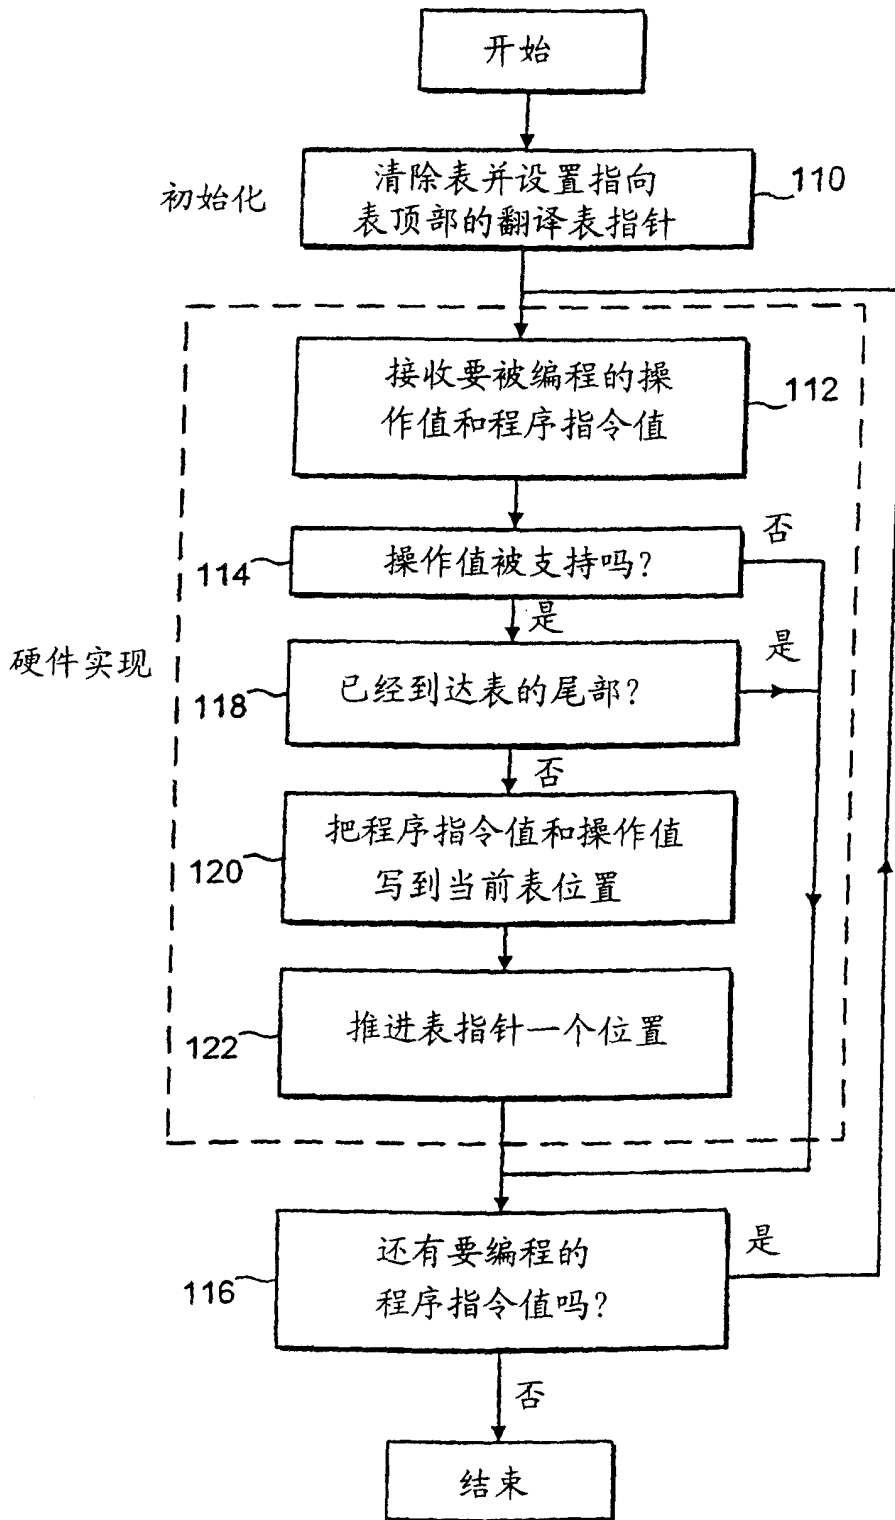 开始
初始化
清除表并设置指向
表顶部的翻译表指针
110
接收要被编程的操
作值和程序指令值
112
否
114
操作值被支持吗？
是
硬件实现
118
已经到达表的尾部？
是
否
120
把程序指令值和操作值
写到当前表位置
122
推进表指针一个位置
116
还有要编程的
程序指令值吗？
是
否
结束